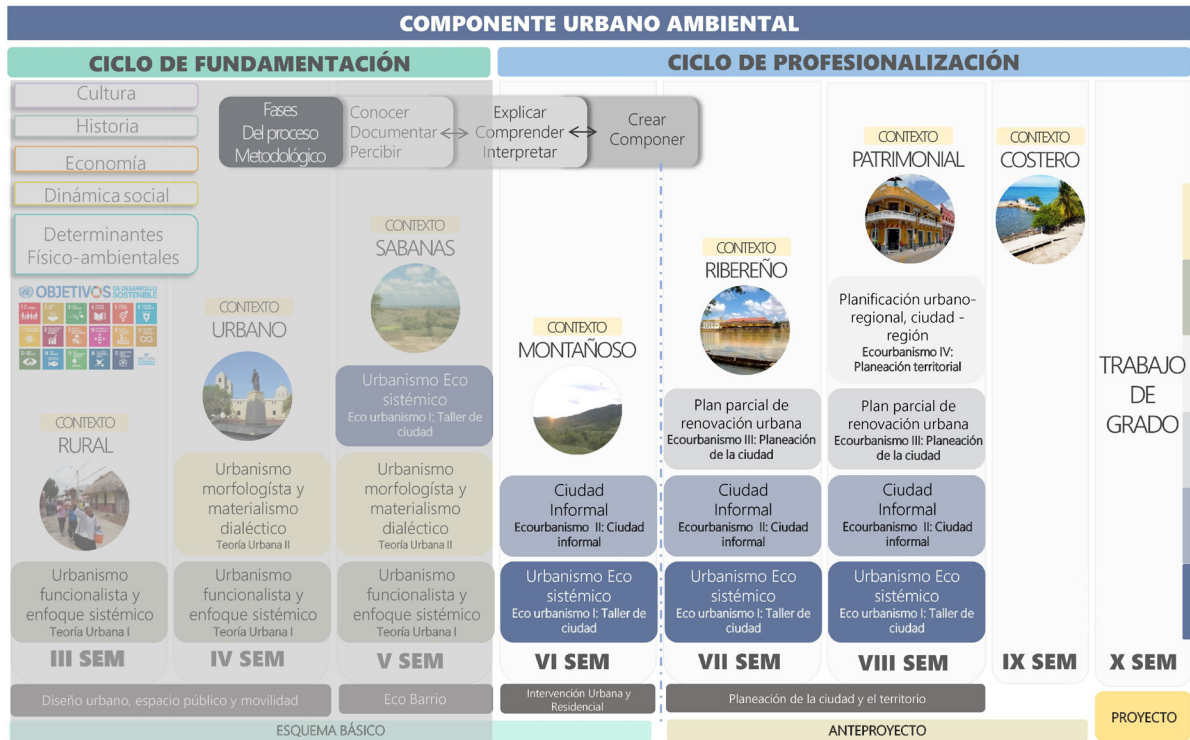 COMPONENTE URBANO AMBIENTAL
CICLO DE FUNDAMENTACIÓN
CICLO DE PROFESIONALIZACIÓN
Cultura
Historia
Economía
Dinámica social
Determinantes
Físico-ambientales
Fases
Del proceso
Metodológico
Conocer
Documentar
Percibir
Explicar
Comprender
Interpretar
Crear
Componer
OBJETIVOS DE DESARROLLO
SOSTENIBLE
CONTEXTO
RURAL
Urbanismo
funcionalista y
enfoque sistémico
Teoría Urbana I
III SEM
CONTEXTO
URBANO
Urbanismo
morfologísta y
materialismo
dialéctico
Teoría Urbana II
Urbanismo
funcionalista y
enfoque sistémico
Teoría Urbana I
IV SEM
CONTEXTO
SABANAS
Urbanismo Eco
sistémico
Eco urbanismo I: Taller de
ciudad
Urbanismo
morfologísta y
materialismo
dialéctico
Teoría Urbana II
Urbanismo
funcionalista y
enfoque sistémico
Teoría Urbana I
V SEM
CONTEXTO
MONTAÑOSO
Ciudad
Informal
Ecourbanismo II: Ciudad
informal
Urbanismo Eco
sistémico
Eco urbanismo I: Taller de
ciudad
VI SEM
CONTEXTO
RIBEREÑO
Plan parcial de
renovación urbana
Ecourbanismo III: Planeación
de la ciudad
Ciudad
Informal
Ecourbanismo II: Ciudad
informal
Urbanismo Eco
sistémico
Eco urbanismo I: Taller de
ciudad
VII SEM
CONTEXTO
PATRIMONIAL
Planificación urbano-
regional, ciudad -
región
Ecourbanismo IV:
Planeación territorial
Plan parcial de
renovación urbana
Ecourbanismo III: Planeación
de la ciudad
Ciudad
Informal
Ecourbanismo II: Ciudad
informal
Urbanismo Eco
sistémico
Eco urbanismo I: Taller de
ciudad
VIII SEM
CONTEXTO
COSTERO
IX SEM
TRABAJO
DE
GRADO
X SEM
Diseño urbano, espacio público y movilidad
Eco Barrio
Intervención Urbana y
Residencial
Planeación de la ciudad y el territorio
PROYECTO
ESQUEMA BÁSICO
ANTEPROYECTO